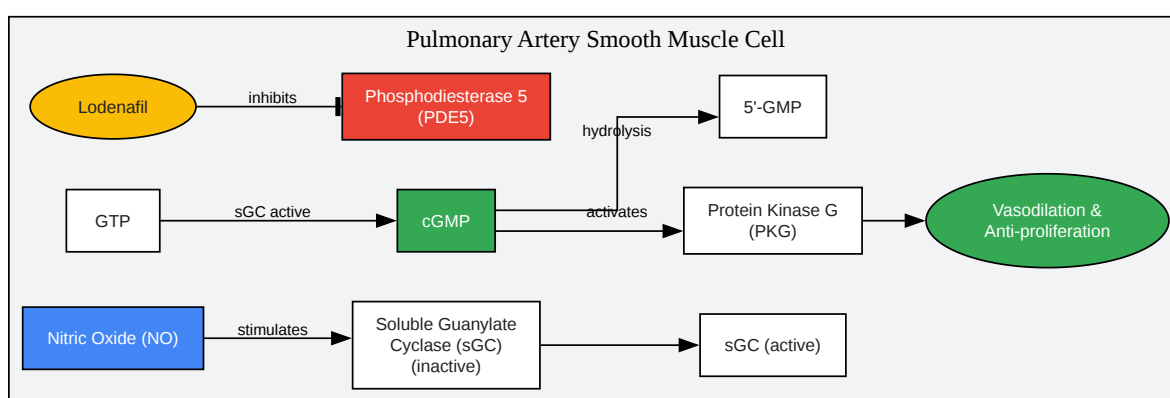 Pulmonary Artery Smooth Muscle Cell
Lodenafil
inhibits
Phosphodiesterase 5
(PDE5)
5'-GMP
hydrolysis
GTP
sGC active
cGMP
activates
Protein Kinase G
(PKG)
Vasodilation &
Anti-proliferation
Nitric Oxide (NO)
stimulates
Soluble Guanylate
Cyclase (sGC)
(inactive)
sGC (active)